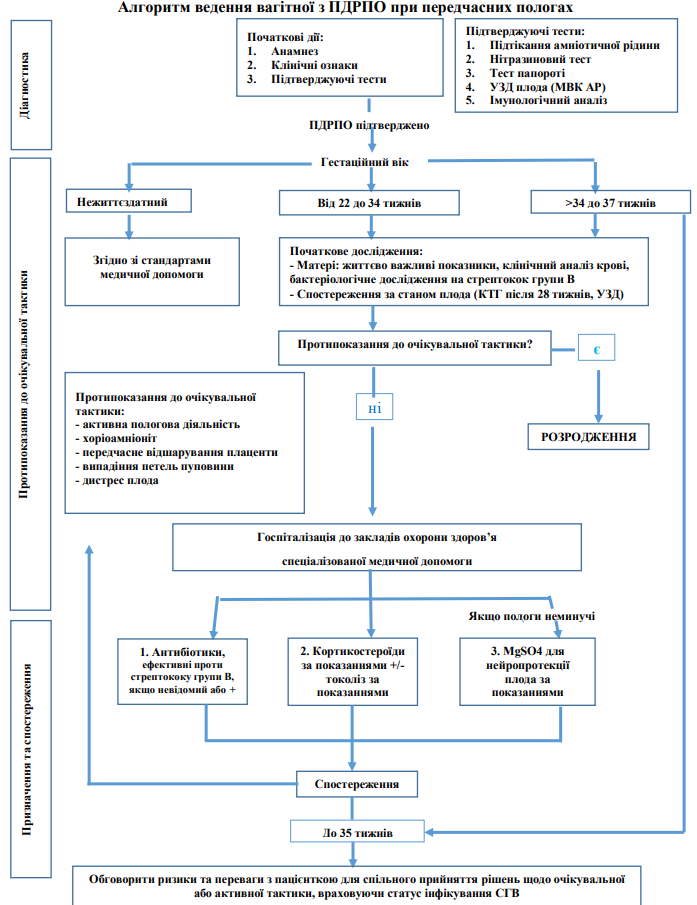 Алгоритм ведення вагітної з ПДРПО при передчасних пологах
Діагностика
Початкові дії:
1. Анамнез
2. Клінічні ознаки
3. Підтверджуючі тести
Підтверджуючі тести:
1. Підтікання амніотичної рідини
2. Нітразиновий тест
3. Тест папороті
4. УЗД плода (МВК АР)
5. Імунологічний аналіз
ПДРПО підтверджено
Протипоказання до очікувальної тактики
Гестаційний вік
Нежиттєздатний
Від 22 до 34 тижнів
>34 до 37 тижнів
Згідно зі стандартами
медичної допомоги
Початкове дослідження:
- Матері: життєво важливі показники, клінічний аналіз крові,
бактеріологічне дослідження на стрептокок групи В
- Спостереження за станом плода (КТГ після 28 тижнів, УЗД)
Протипоказання до очікувальної тактики?
є
ні
РОЗРОДЖЕННЯ
Протипоказання до очікувальної
тактики:
- активна пологова діяльність
- хоріоамніоніт
- передчасне відшарування плаценти
- випадіння петель пуповини
- дистрес плода
Госпіталізація до закладів охорони здоров’я
спеціалізованої медичної допомоги
Якщо пологи неминучі
Призначення та спостереження
1. Антибіотики,
ефективні проти
стрептококу групи В,
якщо невідомий або +
2. Кортикостероїди
за показаннями +/-
токоліз за
показаннями
3. MgSO4 для
нейропротекції
плода за
показаннями
Спостереження
До 35 тижнів
Обговорити ризики та переваги з пацієнткою для спільного прийняття рішень щодо очікувальної
або активної тактики, враховуючи статус інфікування СГВ